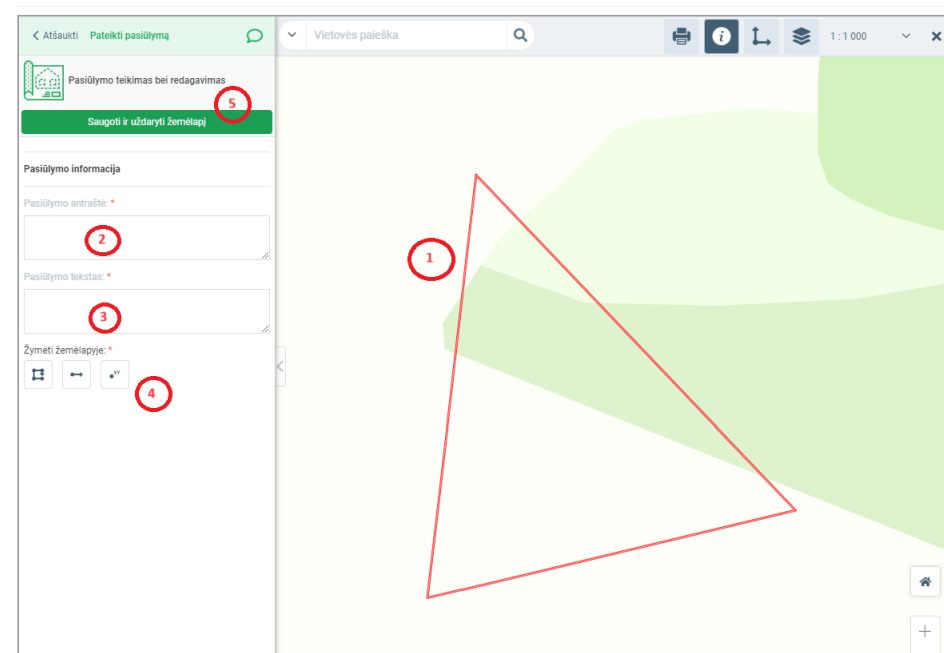 Atšaukti Pateikti pasiūlymą
Vietovės paieška
1 : 1 000
Pasiūlymo teikimas bei redagavimas
5
Saugoti ir uždaryti žemėlapį
Pasiūlymo informacija
Pasiūlymo antraštė: *
2
1
Pasiūlymo tekstas: *
3
Žymėti žemėlapyje: *
XY
4